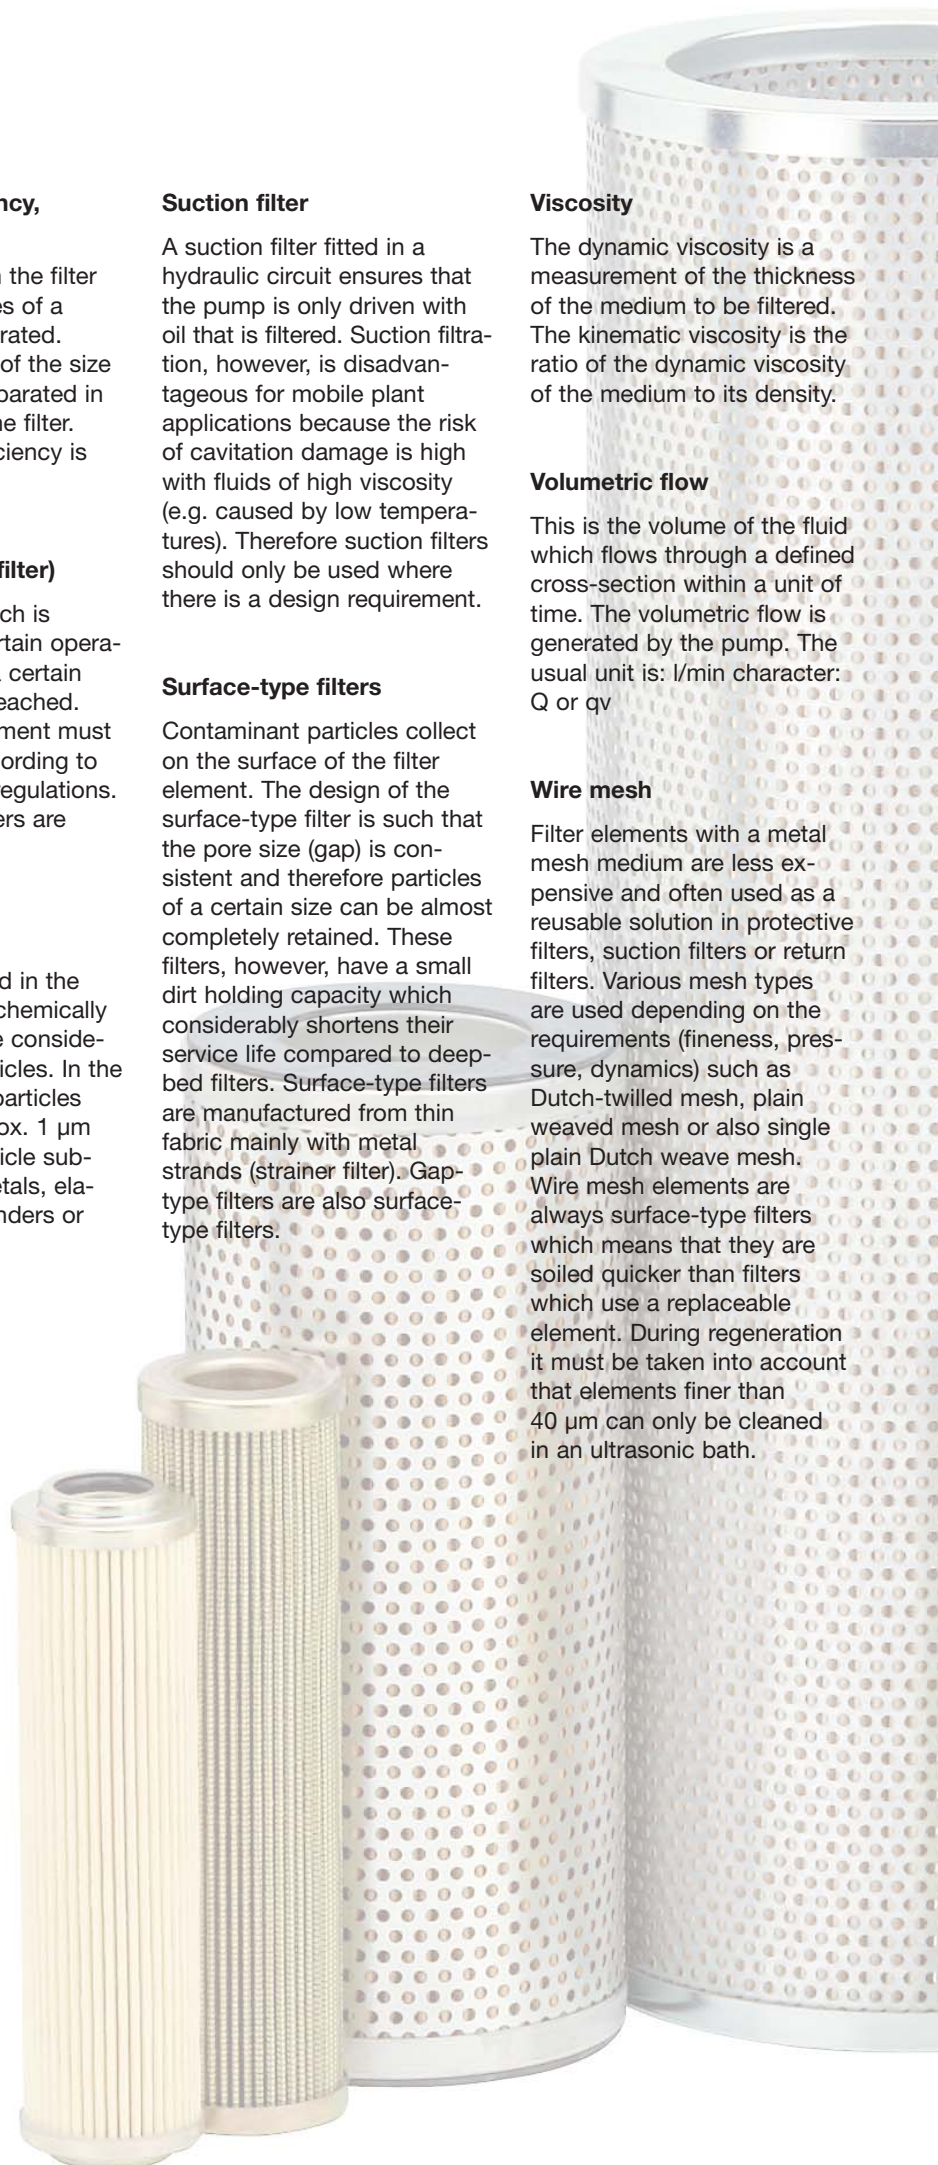 ncy,
the filter
es of a
rated.
of the size
parated in
he filter.
ciency is
filter)
ch is
rtain opera-
certain
eached.
ment must
cording to
regulations.
ers are
d in the
chemically
e conside-
icles. In the
particles
ox. 1 µm
icle sub-
etals, ela-
nders or
Suction filter
A suction filter fitted in a
hydraulic circuit ensures that
the pump is only driven with
oil that is filtered. Suction filtra-
tion, however, is disadvan-
tageous for mobile plant
applications because the risk
of cavitation damage is high
with fluids of high viscosity
(e.g. caused by low tempera-
tures). Therefore suction filters
should only be used where
there is a design requirement.
Surface-type filters
Contaminant particles collect
on the surface of the filter
element. The design of the
surface-type filter is such that
the pore size (gap) is con-
sistent and therefore particles
of a certain size can be almost
completely retained. These
filters, however, have a small
dirt holding capacity which
considerably shortens their
service life compared to deep-
bed filters. Surface-type filters
are manufactured from thin
fabric mainly with metal
strands (strainer filter). Gap-
type filters are also surface-
type filters.
Viscosity
The dynamic viscosity is a
measurement of the thickness
of the medium to be filtered.
The kinematic viscosity is the
ratio of the dynamic viscosity
of the medium to its density.
Volumetric flow
This is the volume of the fluid
which flows through a defined
cross-section within a unit of
time. The volumetric flow is
generated by the pump. The
usual unit is: l/min character:
Q or qv
Wire mesh
Filter elements with a metal
mesh medium are less ex-
pensive and often used as a
reusable solution in protective
filters, suction filters or return
filters. Various mesh types
are used depending on the
requirements (fineness, pres-
sure, dynamics) such as
Dutch-twilled mesh, plain
weaved mesh or also single
plain Dutch weave mesh.
Wire mesh elements are
always surface-type filters
which means that they are
soiled quicker than filters
which use a replaceable
element. During regeneration
it must be taken into account
that elements finer than
40 µm can only be cleaned
in an ultrasonic bath.